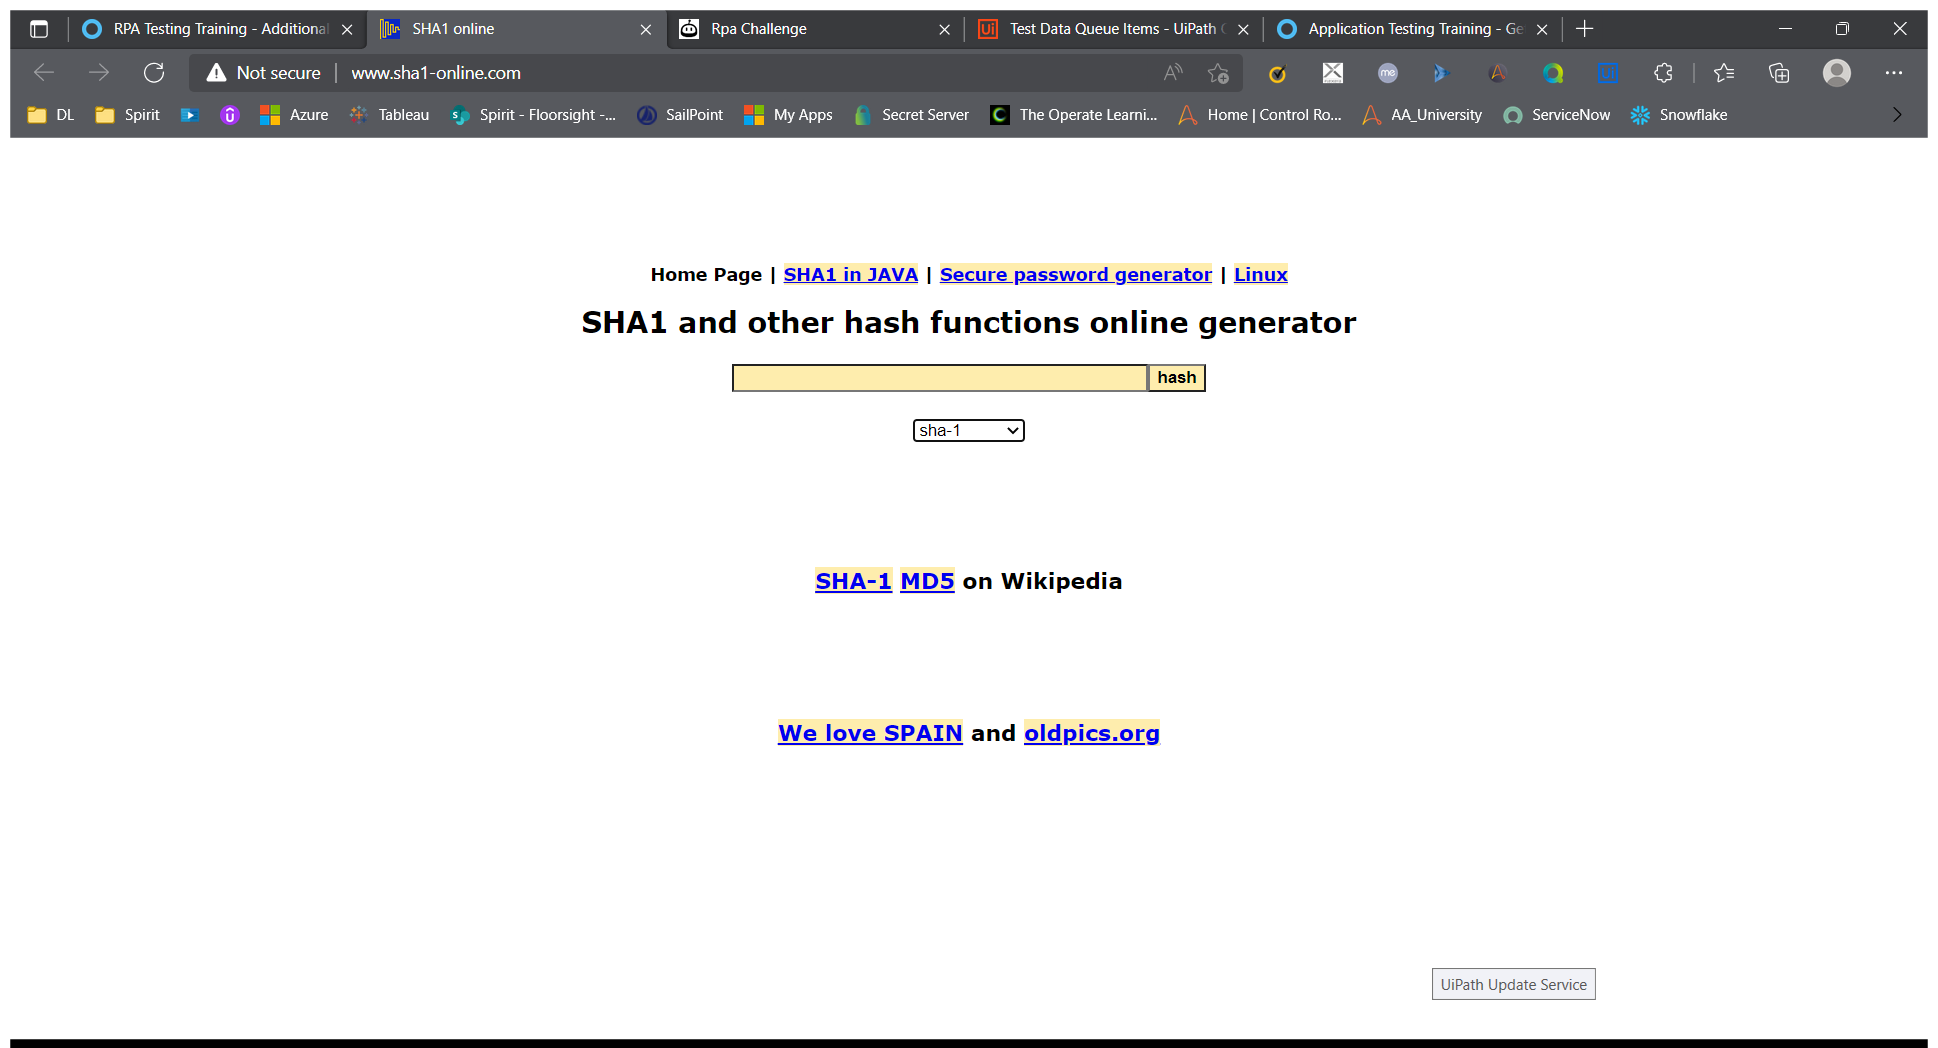 RPA Testing Training - Additional
SHA1 online
Rpa Challenge
Test Data Queue Items - UiPath
Application Testing Training - Ge
Not secure | www.sha1-online.com
DL Spirit Azure Tableau Spirit - Floorsight -... SailPoint My Apps Secret Server The Operate Learni... Home | Control Ro... AA_University ServiceNow Snowflake
Home Page | SHA1 in JAVA | Secure password generator | Linux
SHA1 and other hash functions online generator
hash
sha-1
SHA-1 MD5 on Wikipedia
We love SPAIN and oldpics.org
UiPath Update Service